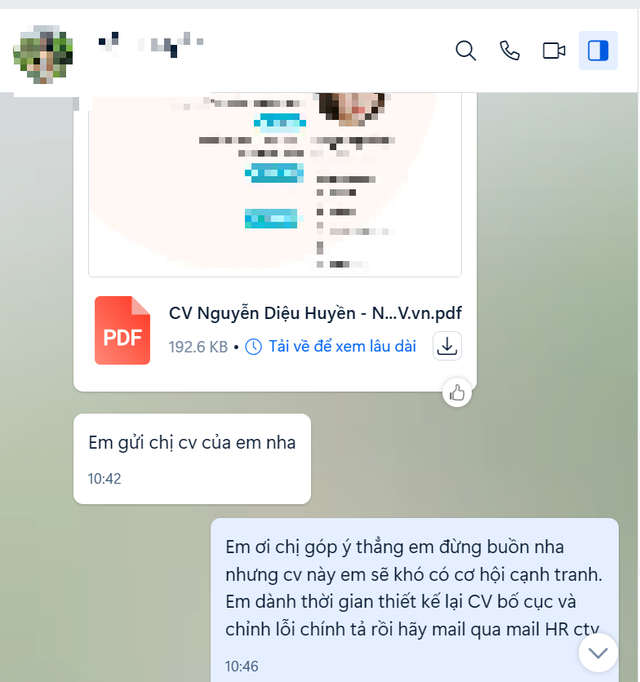 CV Nguyễn Diệu Huyền - N...V.vn.pdf
PDF
192.6 KB • Tải về để xem lâu dài
Em gửi chị cv của em nha
10:42
Em ơi chị góp ý thẳng em đừng buồn nha
nhưng cv này em sẽ khó có cơ hội cạnh tranh.
Em dành thời gian thiết kế lại CV bố cục và
chỉnh lỗi chính tả rồi hãy mail qua mail HR cty
10:46